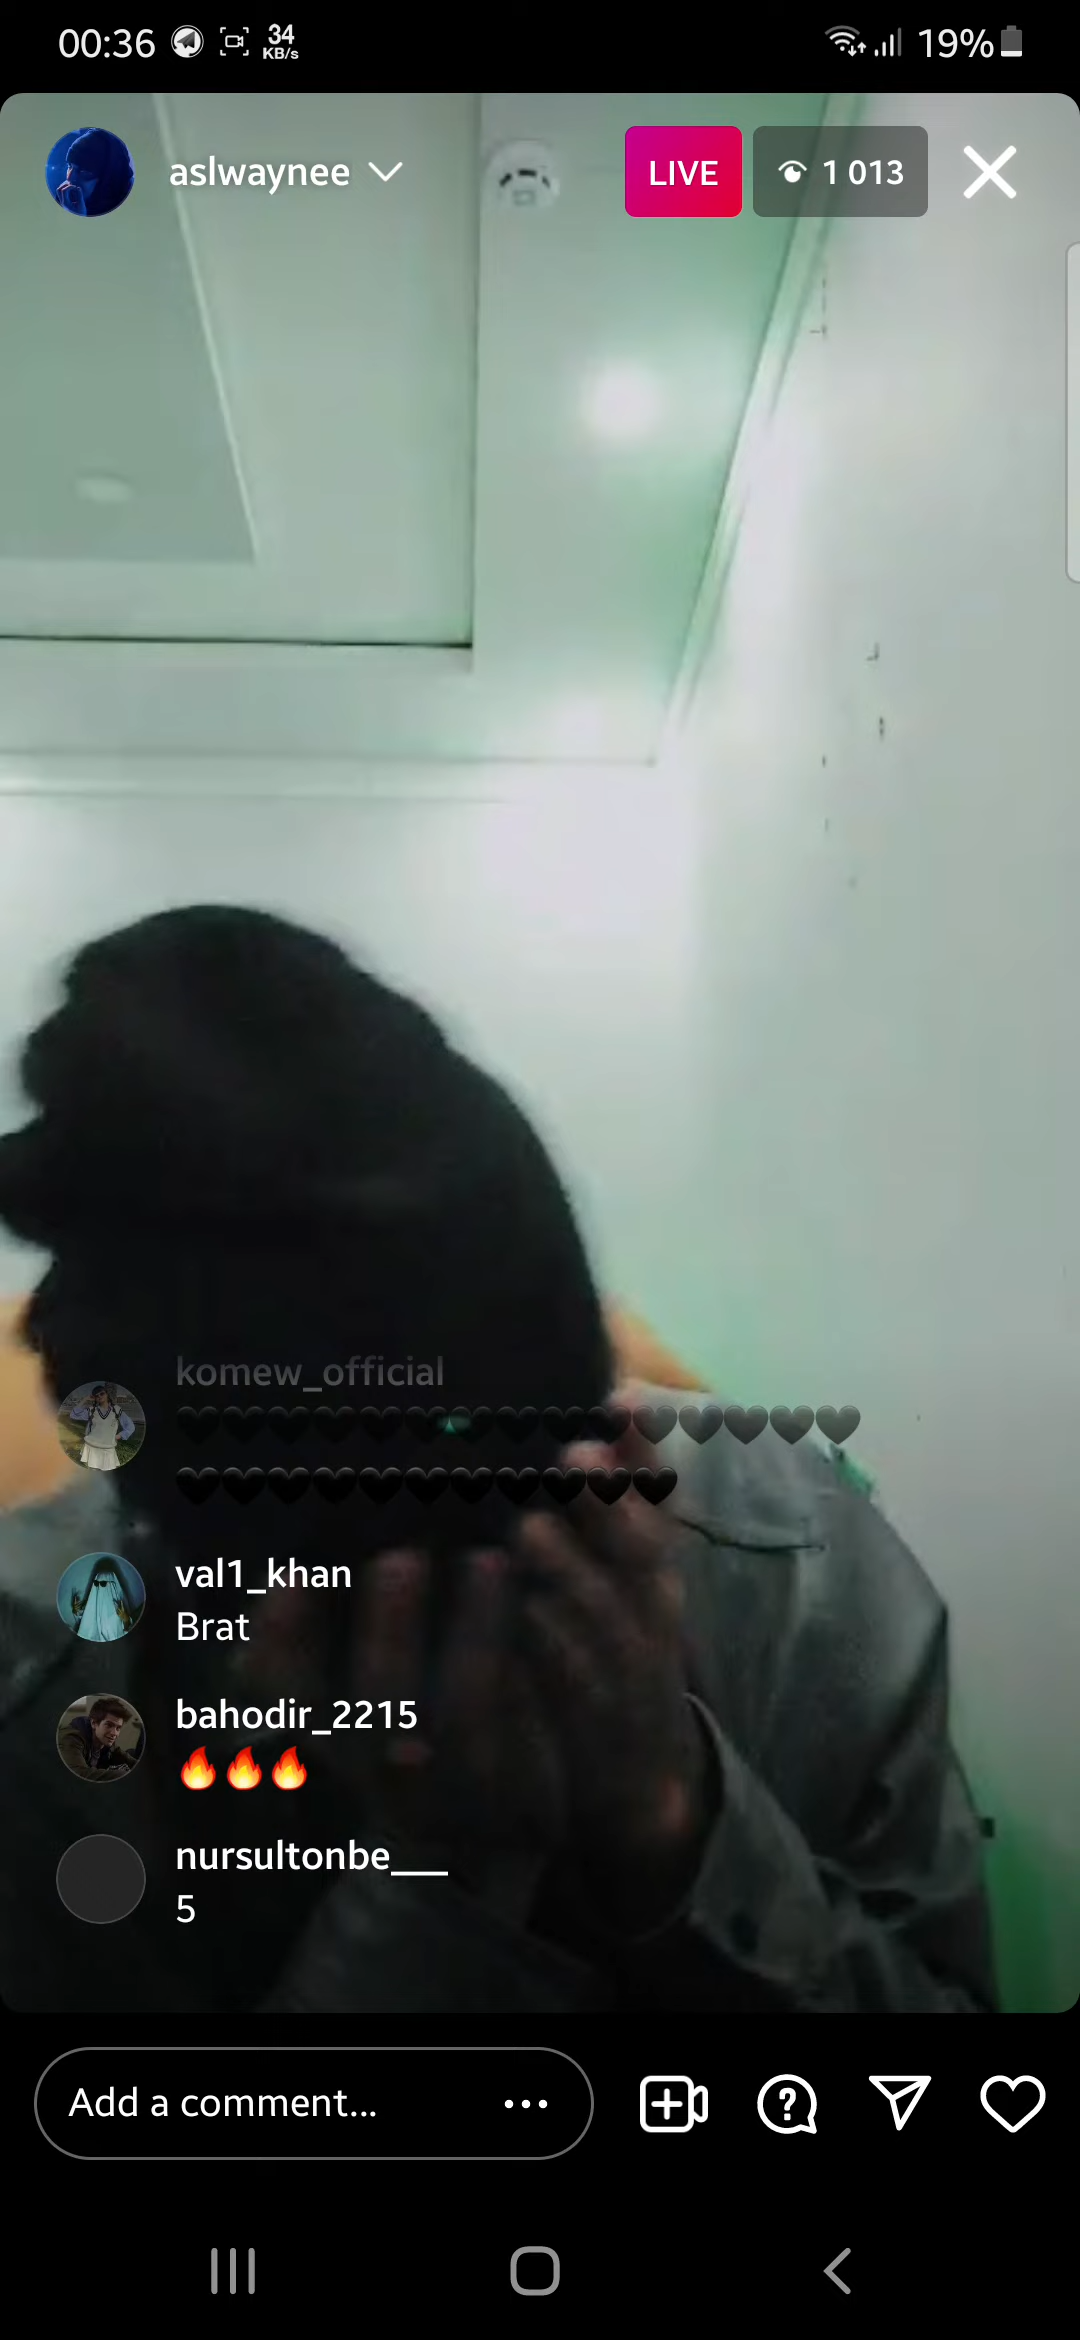 00:36 34 KB/s 19%
aslwaynee LIVE 1 013
komew_official
🖤🖤🖤🖤🖤🖤🖤🖤🖤🖤🖤🖤🖤🖤🖤
🖤🖤🖤🖤🖤🖤🖤🖤🖤🖤🖤
val1_khan
Brat
bahodir_2215
🔥🔥🔥
nursultonbe___
5
Add a comment...